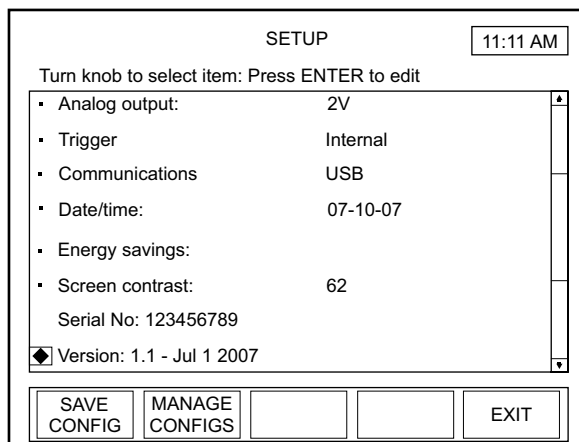 SETUP
11:11 AM
Turn knob to select item: Press ENTER to edit
Analog output: 2V
Trigger Internal
Communications USB
Date/time: 07-10-07
Energy savings:
Screen contrast: 62
Serial No: 123456789
Version: 1.1 - Jul 1 2007
SAVE CONFIG
MANAGE CONFIGS
EXIT